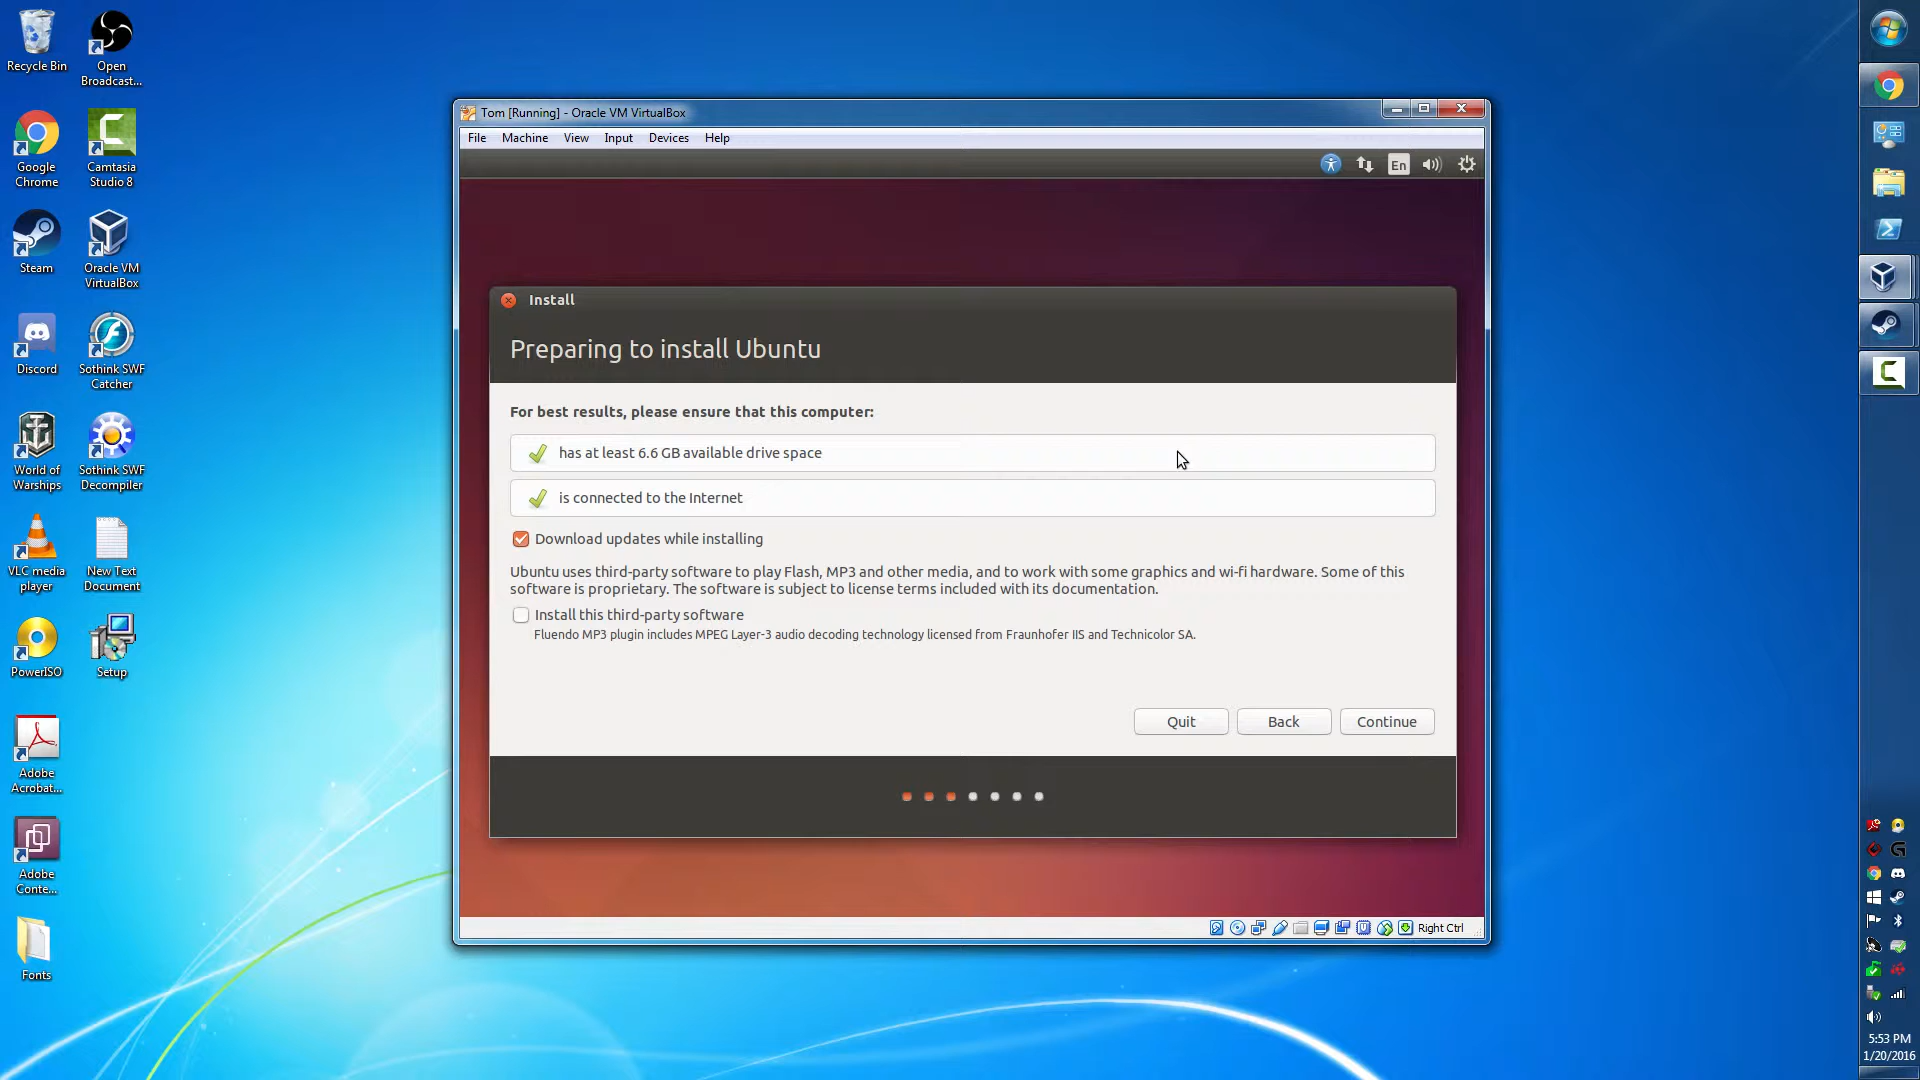 Recycle Bin
Open
Broadcast...
Google
Chrome
Camtasia
Studio 8
Steam
Oracle VM
VirtualBox
Discord
Sothink SWF
Catcher
World of
Warships
Sothink SWF
Decompiler
VLC media
player
New Text
Document
PowerISO
Setup
Adobe
Acrobat...
Adobe
Conte...
Fonts
Tom [Running] - Oracle VM VirtualBox
File Machine View Input Devices Help
En
Install
Preparing to install Ubuntu
For best results, please ensure that this computer:
has at least 6.6 GB available drive space
is connected to the Internet
Download updates while installing
Ubuntu uses third-party software to play Flash, MP3 and other media, and to work with some graphics and wi-fi hardware. Some of this
software is proprietary. The software is subject to license terms included with its documentation.
Install this third-party software
Fluendo MP3 plugin includes MPEG Layer-3 audio decoding technology licensed from Fraunhofer IIS and Technicolor SA.
Quit Back Continue
Right Ctrl
5:53 PM
1/20/2016